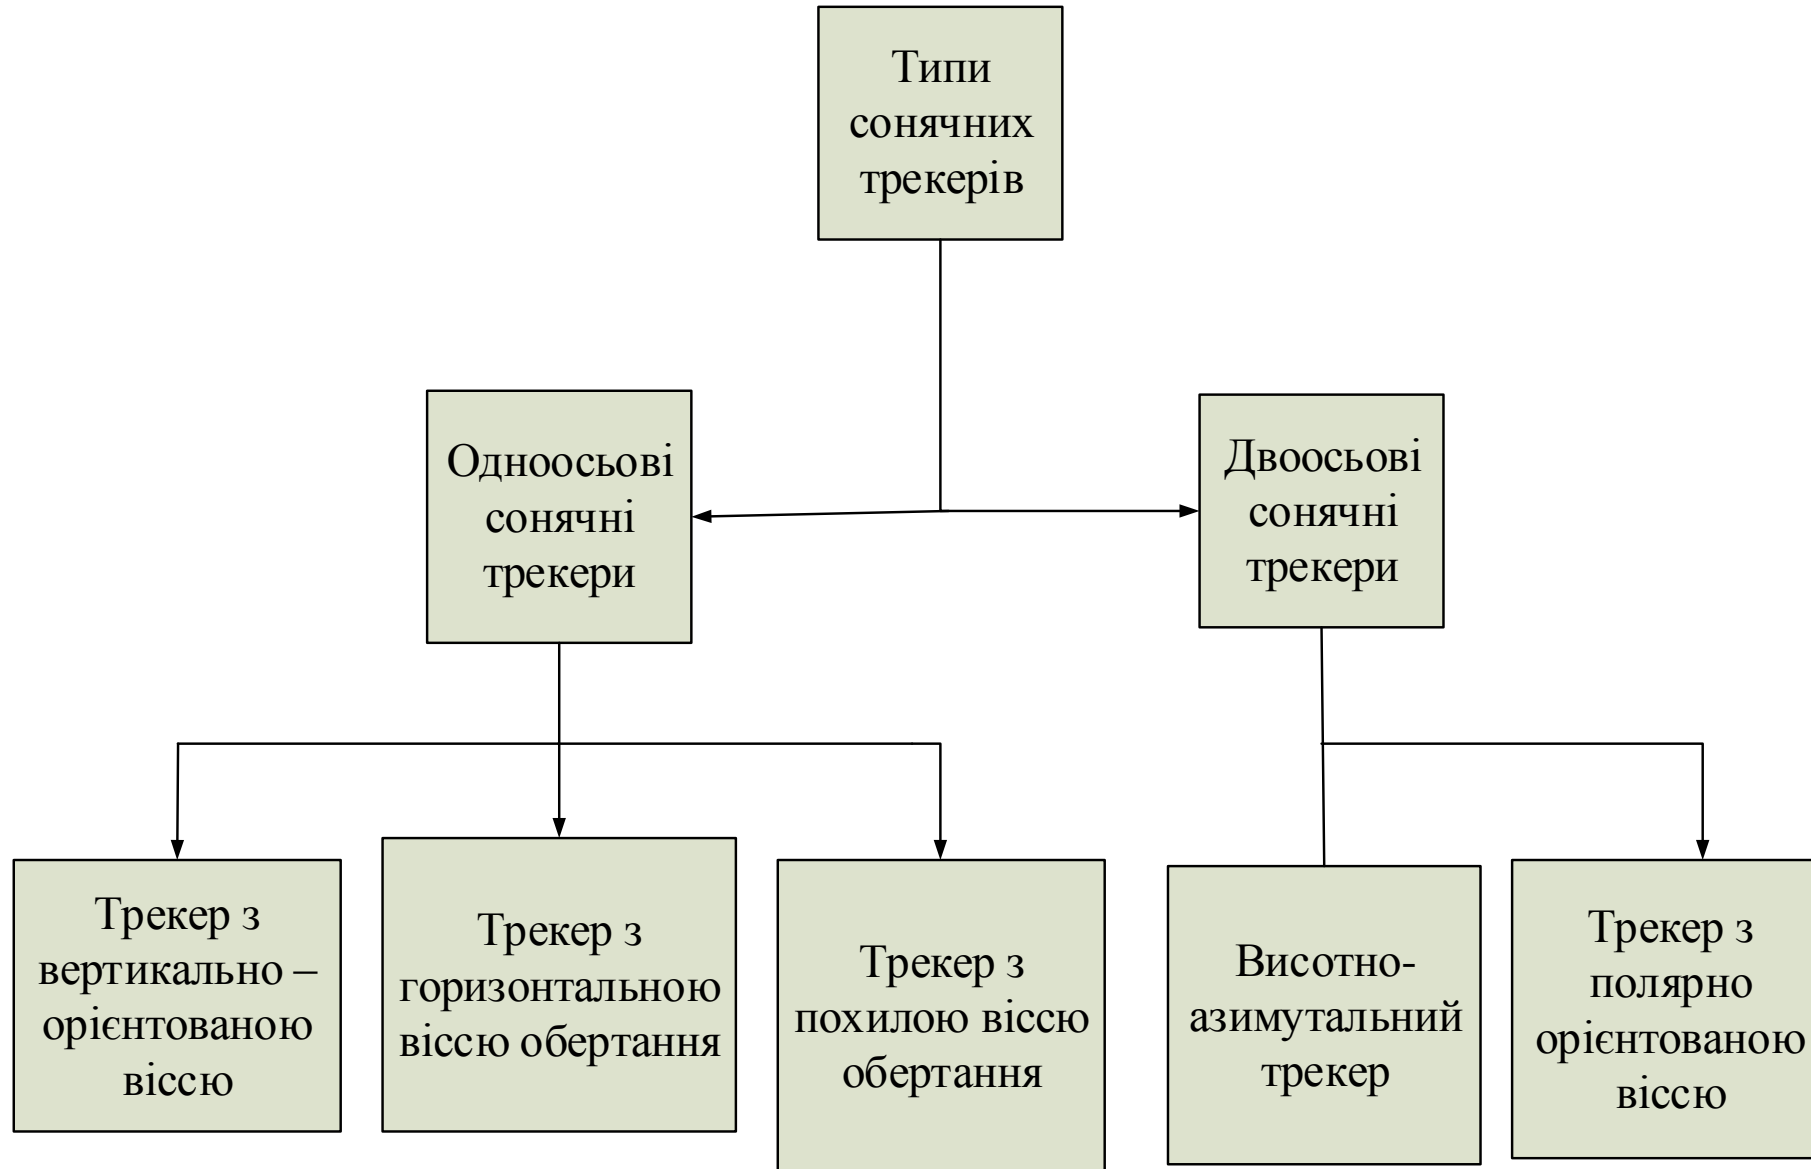 Типи
сонячних
трекерів
Одноосьові
сонячні
трекери
Двоосьові
сонячні
трекери
Трекер з
вертикально –
орієнтованою
віссю
Трекер з
горизонтальною
віссю обертання
Трекер з
похилою віссю
обертання
Висотно-
азимутальний
трекер
Трекер з
полярно
орієнтованою
віссю